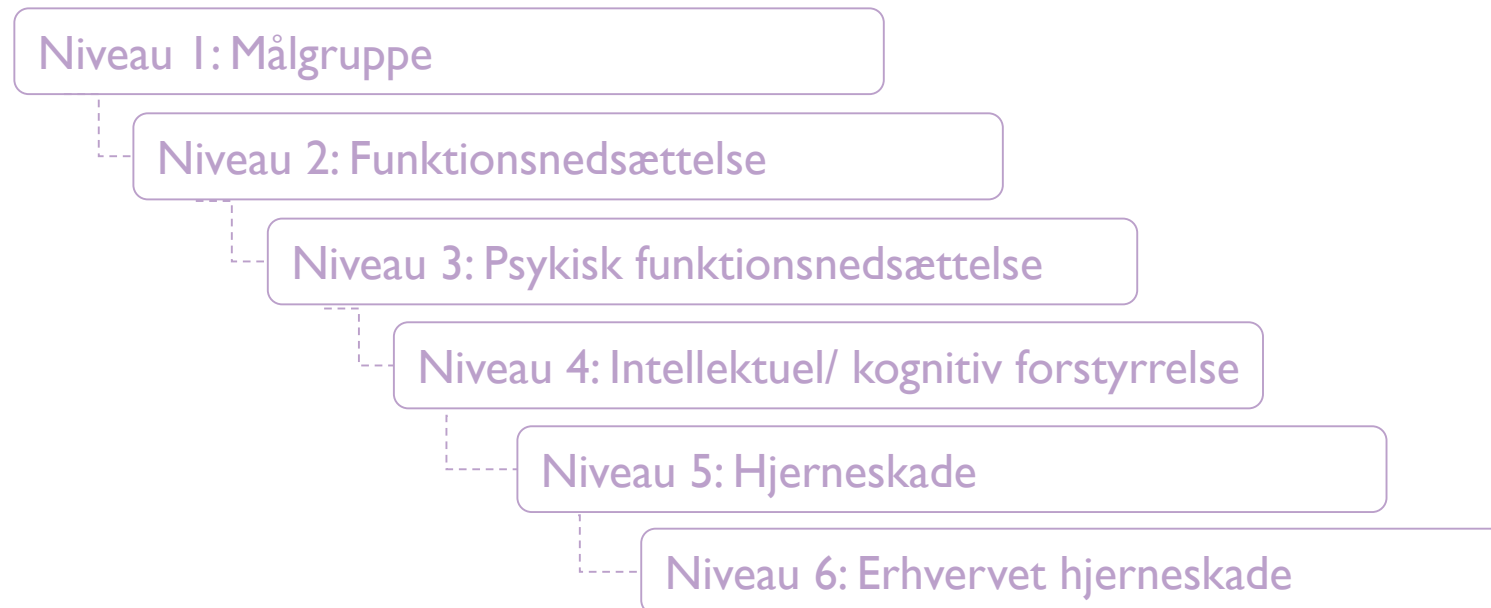 Niveau 1: Målgruppe
Niveau 2: Funktionsnedsættelse
Niveau 3: Psykisk funktionsnedsættelse
Niveau 4: Intellektuel/ kognitiv forstyrrelse
Niveau 5: Hjerneskade
Niveau 6: Erhvervet hjerneskade